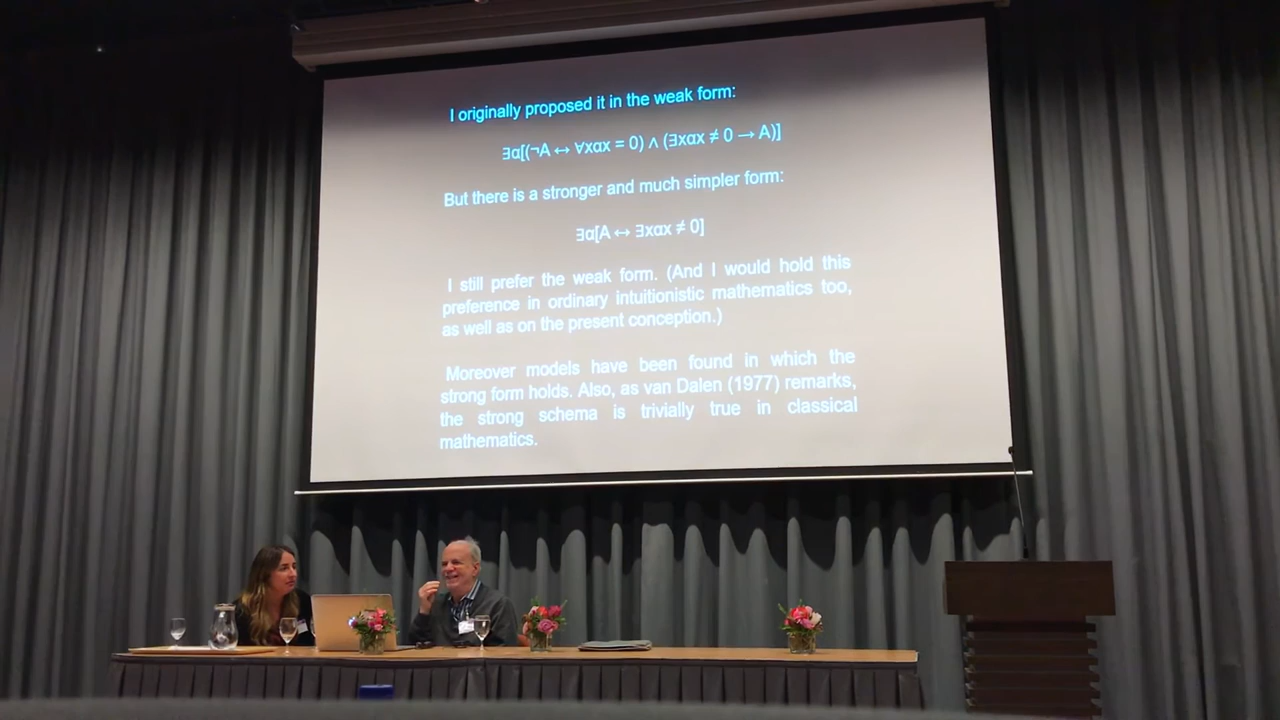 I originally proposed it in the weak form:
∃α[(¬A ↔ ∀xαx = 0) ∧ (∃xαx ≠ 0 → A)]
But there is a stronger and much simpler form:
∃α[A ↔ ∃xαx ≠ 0]
I still prefer the weak form. (And I would hold this
preference in ordinary intuitionistic mathematics too,
as well as on the present conception.)
Moreover models have been found in which the
strong form holds. Also, as van Dalen (1977) remarks,
the strong schema is trivially true in classical
mathematics.